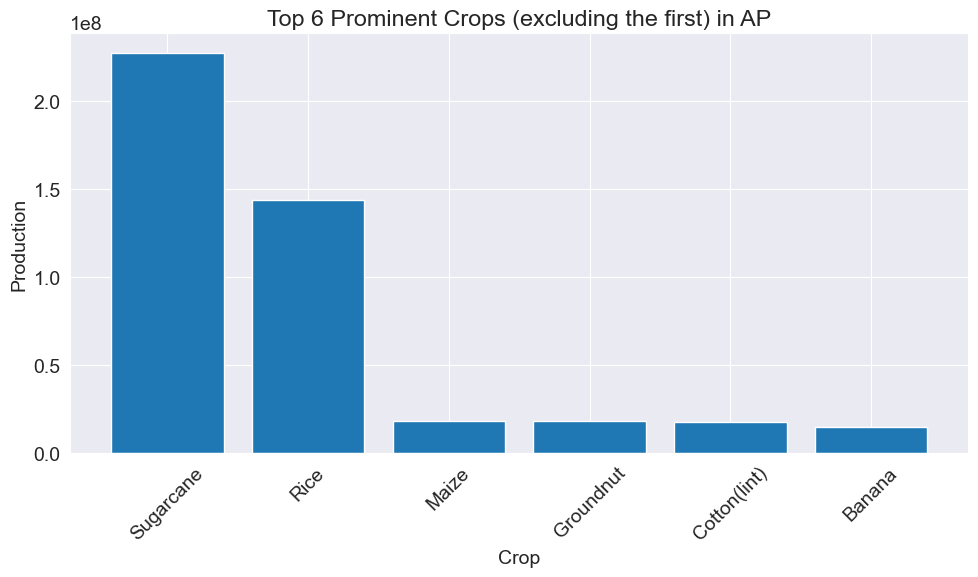 Top 6 Prominent Crops (excluding the first) in AP
1e8
2.0
1.5
1.0
0.5
0.0
Production
Sugarcane
Rice
Maize
Groundnut
Cotton(lint)
Banana
Crop